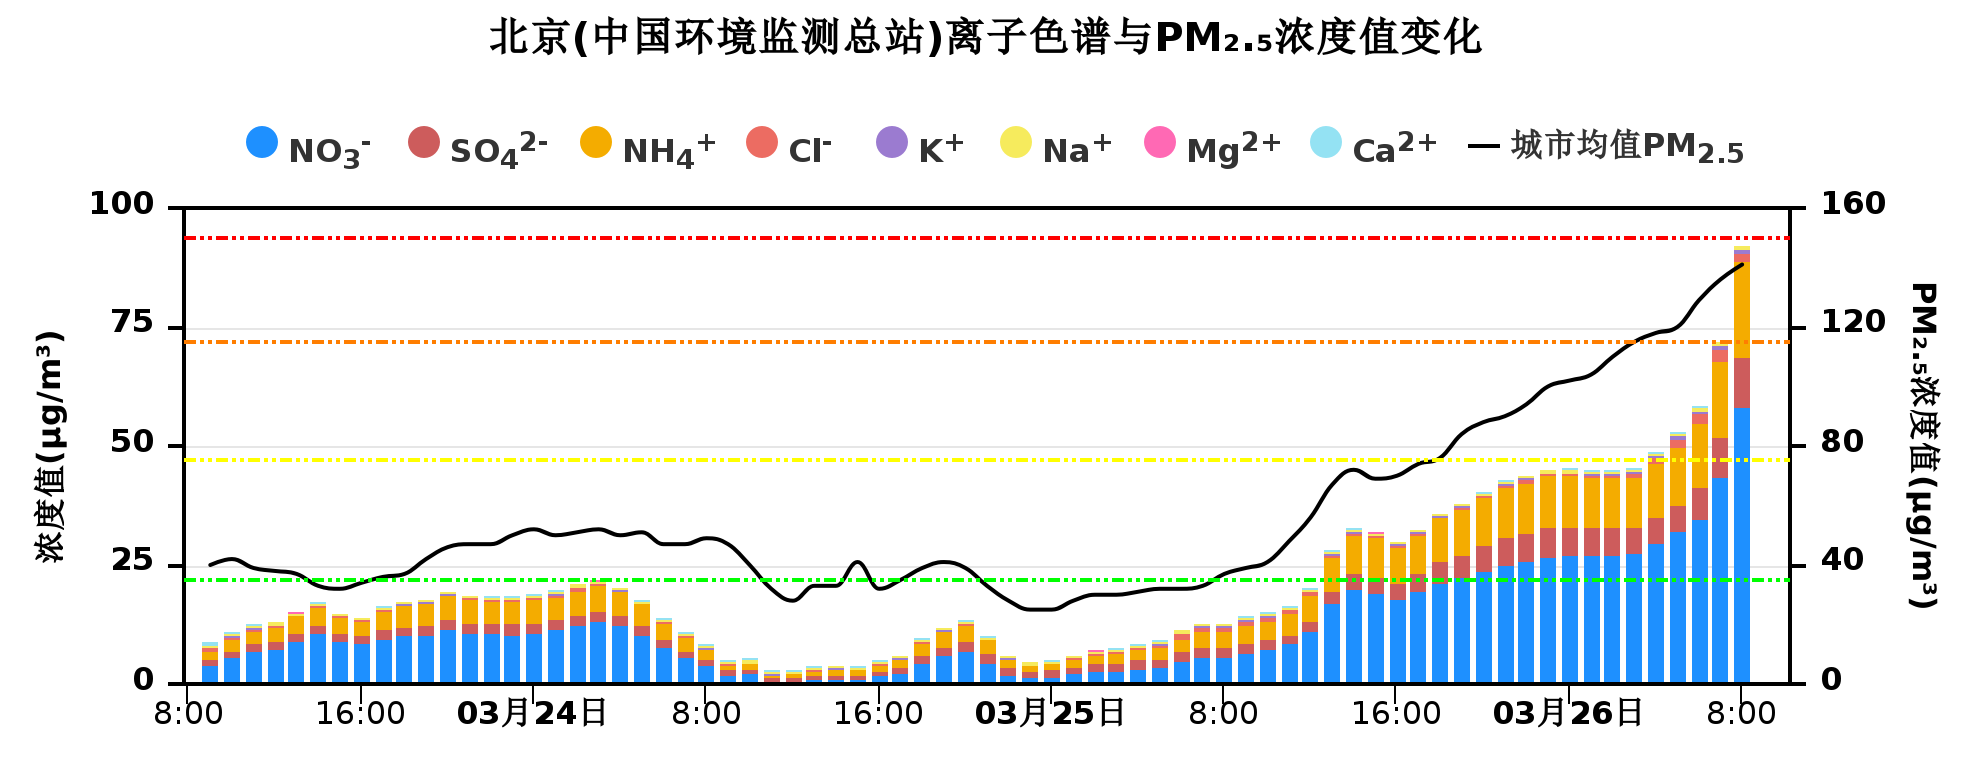 北京(中国环境监测总站)离子色谱与PM₂.₅浓度值变化
NO₃⁻ SO₄²⁻ NH₄⁺ Cl⁻ K⁺ Na⁺ Mg²⁺ Ca²⁺ 城市均值PM₂.₅
浓度值(μg/m³)
100
75
50
25
0
160
120
80
40
0
PM₂.₅浓度值(μg/m³)
8:00 16:00 03月24日 8:00 16:00 03月25日 8:00 16:00 03月26日 8:00